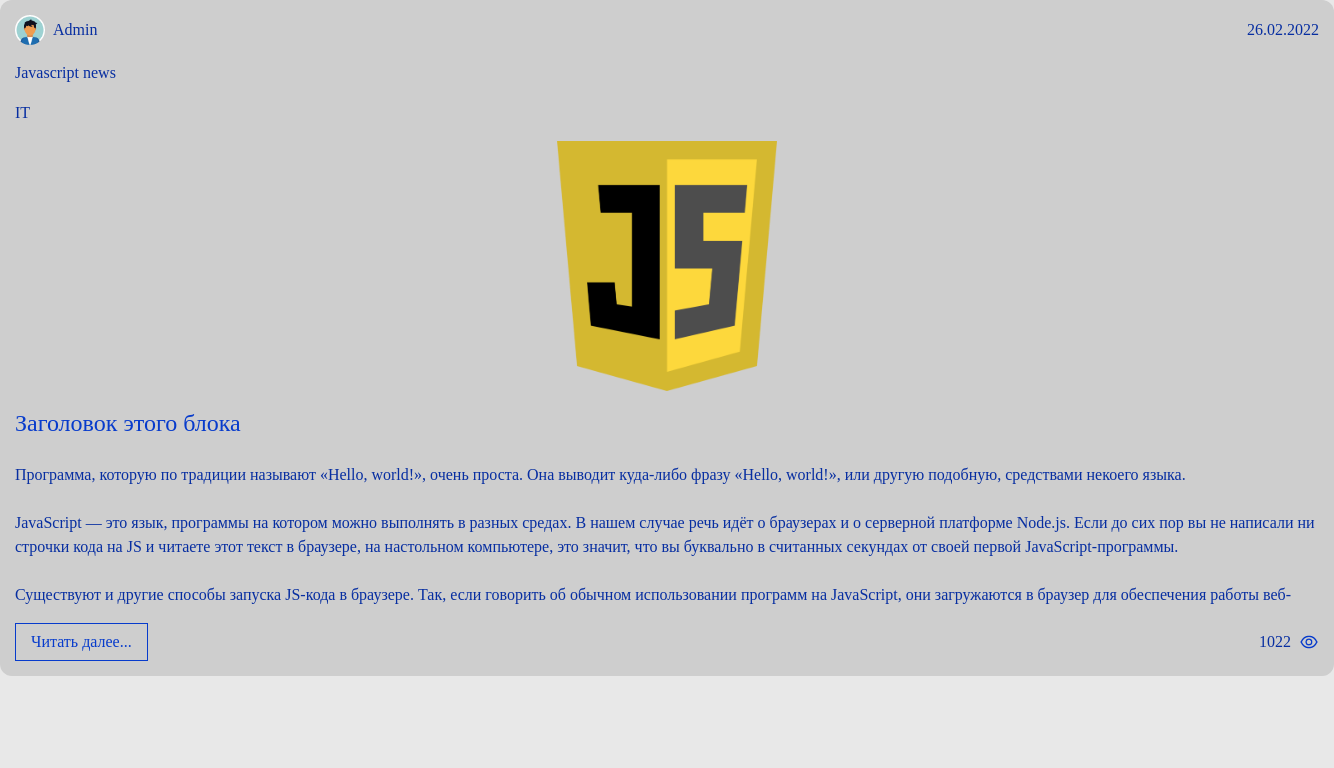 Admin
26.02.2022
Javascript news
IT
JS
Заголовок этого блока
Программа, которую по традиции называют «Hello, world!», очень проста. Она выводит куда-либо фразу «Hello, world!», или другую подобную, средствами некоего языка.
JavaScript — это язык, программы на котором можно выполнять в разных средах. В нашем случае речь идёт о браузерах и о серверной платформе Node.js. Если до сих пор вы не написали ни
строчки кода на JS и читаете этот текст в браузере, на настольном компьютере, это значит, что вы буквально в считанных секундах от своей первой JavaScript-программы.
Существуют и другие способы запуска JS-кода в браузере. Так, если говорить об обычном использовании программ на JavaScript, они загружаются в браузер для обеспечения работы веб-
Читать далее...
1022